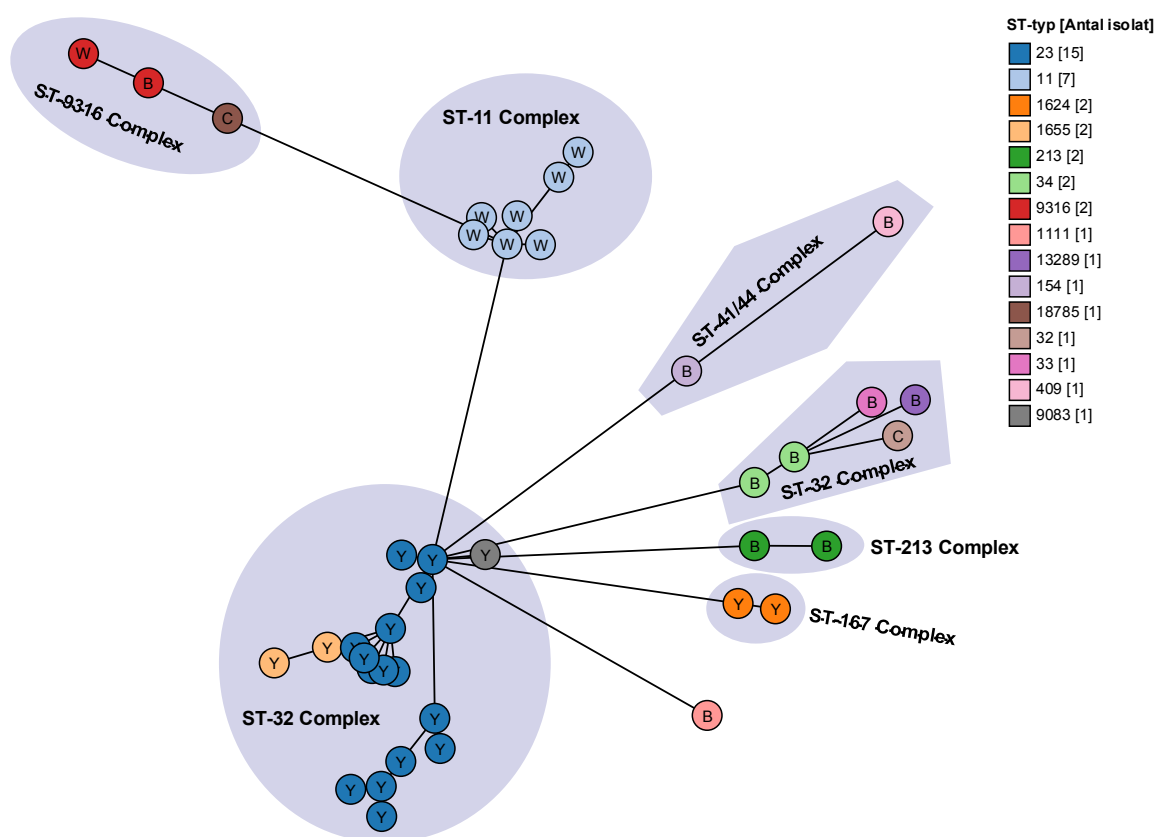 ST-typ [Antal isolat]
23 [15]
11 [7]
1624 [2]
1655 [2]
213 [2]
34 [2]
9316 [2]
1111 [1]
13289 [1]
154 [1]
18785 [1]
32 [1]
33 [1]
409 [1]
9083 [1]
W
B
C
ST-9316 Complex
ST-11 Complex
W
W
W
W
W
W
W
B
ST-41/44 Complex
B
B
B
B
C
B
ST-32 Complex
Y
Y
Y
B
B
ST-213 Complex
Y
Y
Y
ST-167 Complex
Y
Y
Y
Y
Y
Y
B
ST-32 Complex
Y
Y
Y
Y
Y
Y